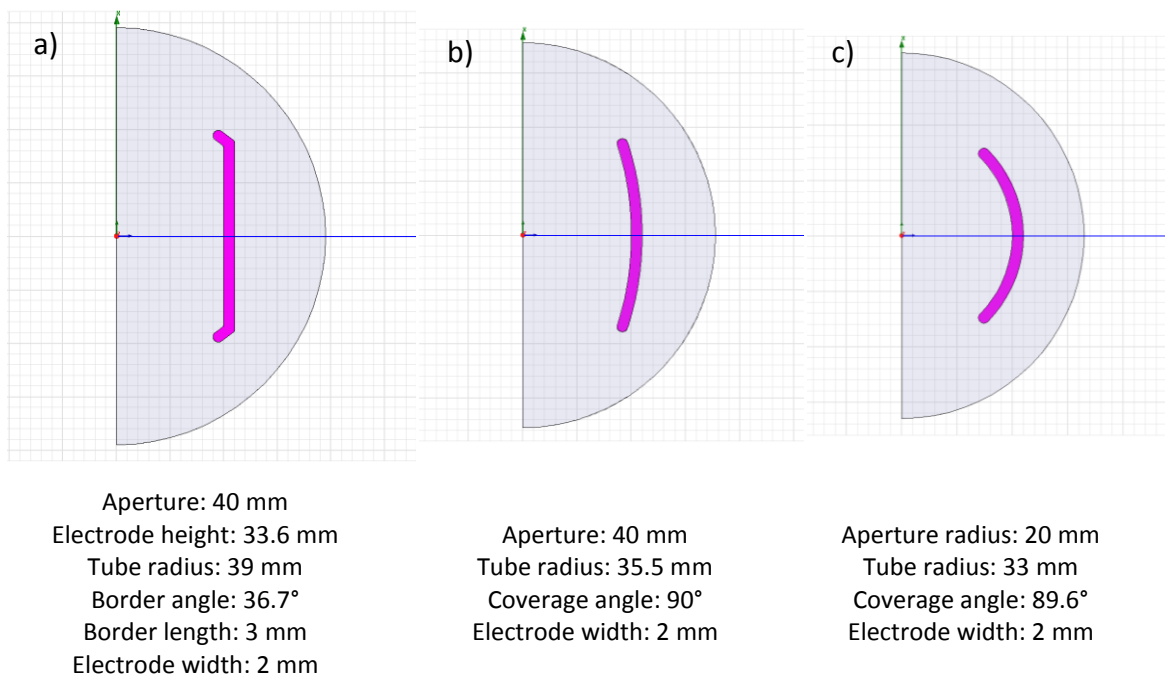 a)
b)
c)
Aperture: 40 mm
Electrode height: 33.6 mm
Tube radius: 39 mm
Border angle: 36.7°
Border length: 3 mm
Electrode width: 2 mm
Aperture: 40 mm
Tube radius: 35.5 mm
Coverage angle: 90°
Electrode width: 2 mm
Aperture radius: 20 mm
Tube radius: 33 mm
Coverage angle: 89.6°
Electrode width: 2 mm